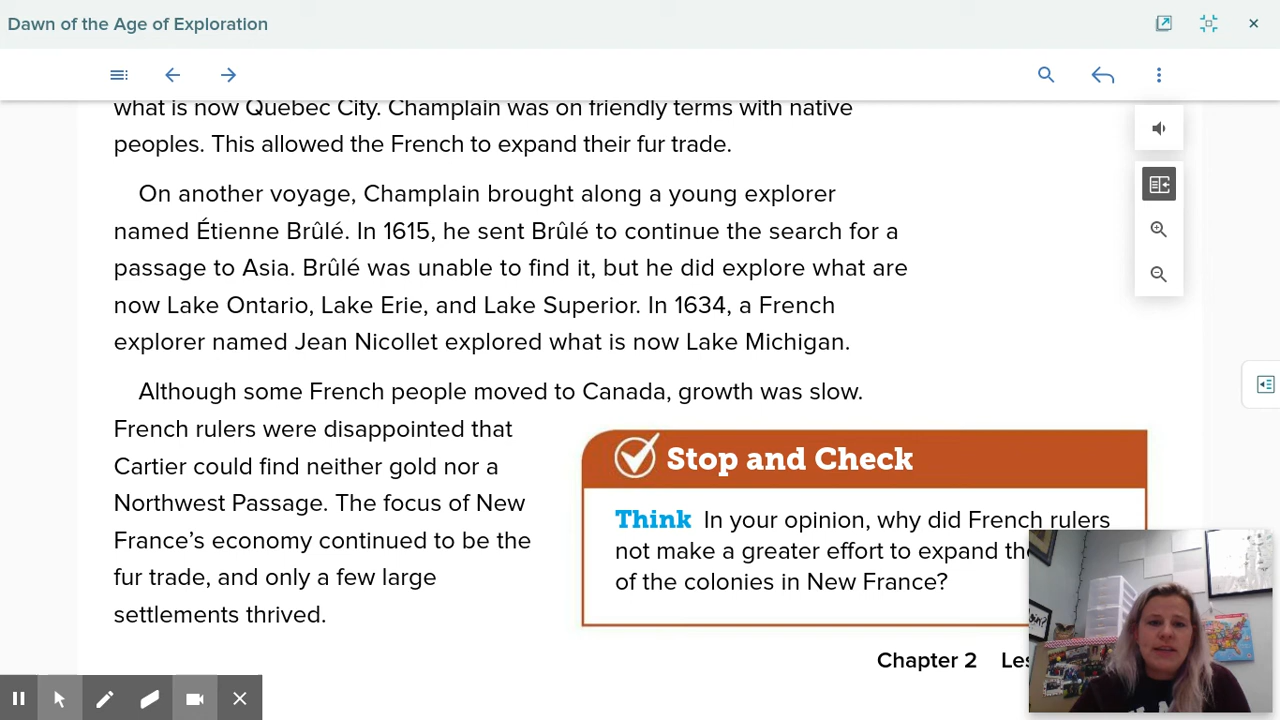 Dawn of the Age of Exploration
what is now Quebec City. Champlain was on friendly terms with native
peoples. This allowed the French to expand their fur trade.
On another voyage, Champlain brought along a young explorer
named Étienne Brûlé. In 1615, he sent Brûlé to continue the search for a
passage to Asia. Brûlé was unable to find it, but he did explore what are
now Lake Ontario, Lake Erie, and Lake Superior. In 1634, a French
explorer named Jean Nicollet explored what is now Lake Michigan.
Although some French people moved to Canada, growth was slow.
French rulers were disappointed that
Cartier could find neither gold nor a
Northwest Passage. The focus of New
France's economy continued to be the
fur trade, and only a few large
settlements thrived.
Stop and Check
Think In your opinion, why did French rulers
not make a greater effort to expand
of the colonies in New France?
Chapter 2